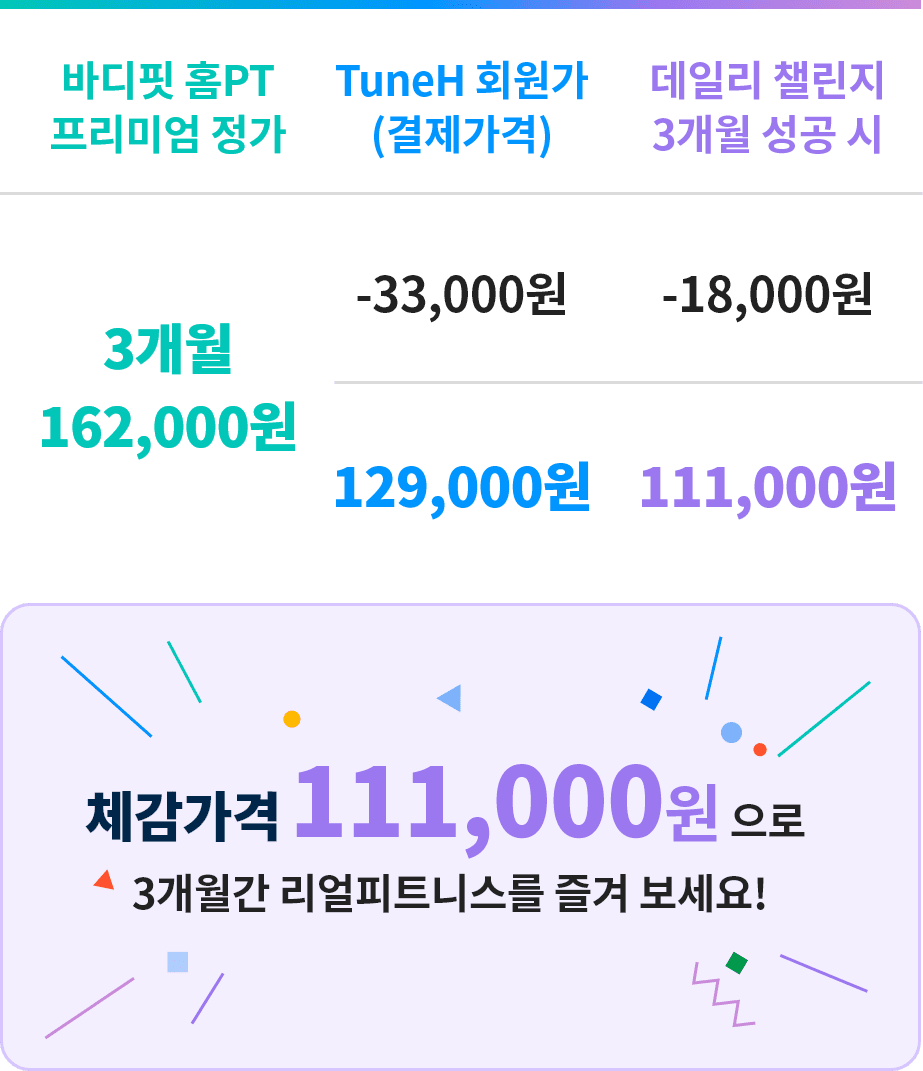 바디핏 홈PT
프리미엄 정가
TuneH 회원가
(결제가격)
데일리 챌린지
3개월 성공 시
3개월
162,000원
-33,000원
-18,000원
129,000원
111,000원
체감가격 111,000원 으로
3개월간 리얼피트니스를 즐겨 보세요!